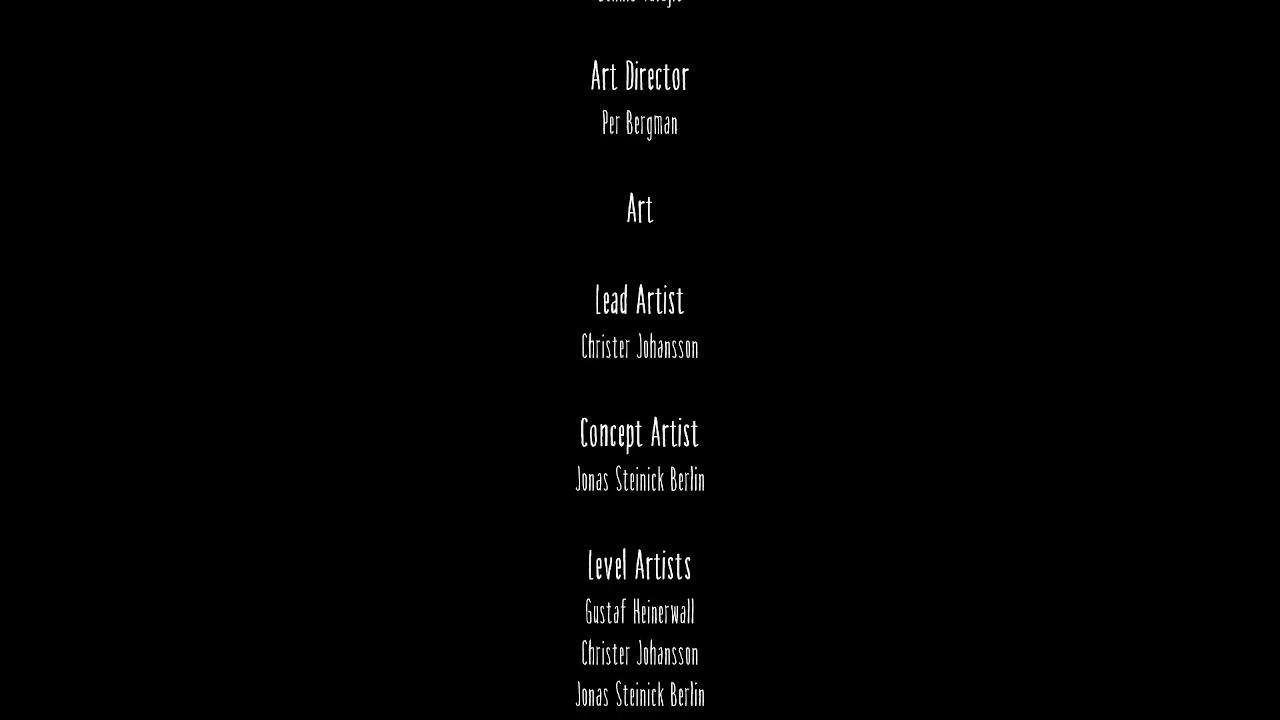 Art Director
Per Bergman
Art
Lead Artist
Christer Johansson
Concept Artist
Jonas Steinick Berlin
Level Artists
Gustaf Heinerwall
Christer Johansson
Jonas Steinick Berlin